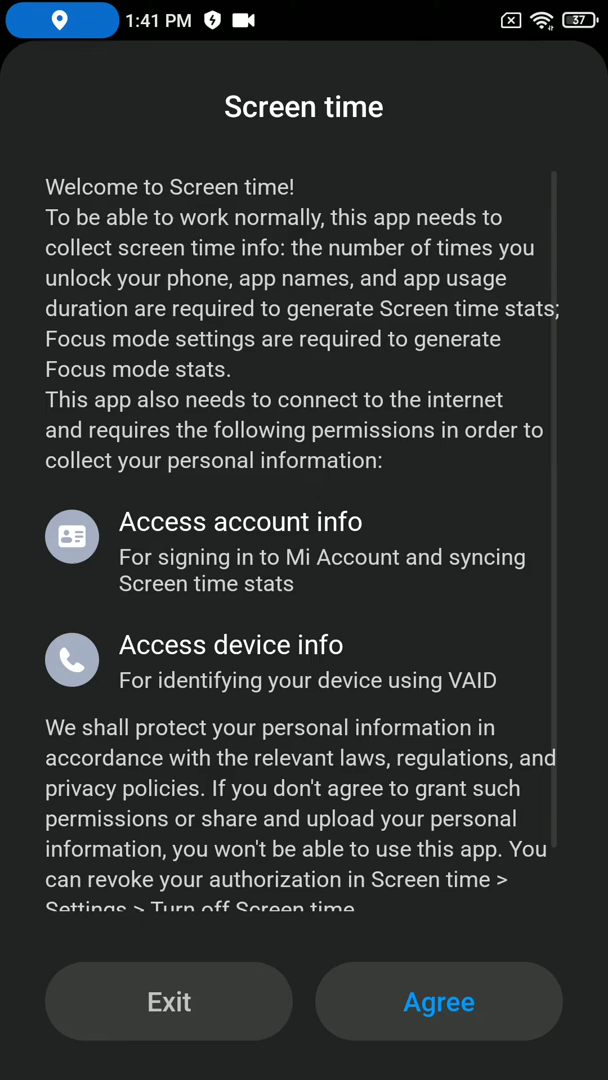 1:41 PM
37
Screen time
Welcome to Screen time!
To be able to work normally, this app needs to
collect screen time info: the number of times you
unlock your phone, app names, and app usage
duration are required to generate Screen time stats;
Focus mode settings are required to generate
Focus mode stats.
This app also needs to connect to the internet
and requires the following permissions in order to
collect your personal information:
Access account info
For signing in to Mi Account and syncing
Screen time stats
Access device info
For identifying your device using VAID
We shall protect your personal information in
accordance with the relevant laws, regulations, and
privacy policies. If you don't agree to grant such
permissions or share and upload your personal
information, you won't be able to use this app. You
can revoke your authorization in Screen time >
Settings > Turn off Screen time
Exit
Agree